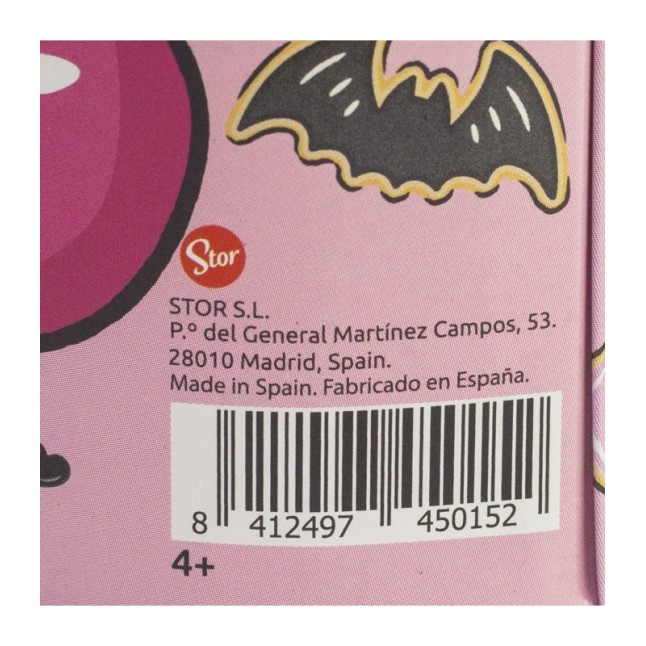 Stor
STOR S.L.
P.º del General Martínez Campos, 53.
28010 Madrid, Spain.
Made in Spain. Fabricado en España.
8 412497 450152
4+